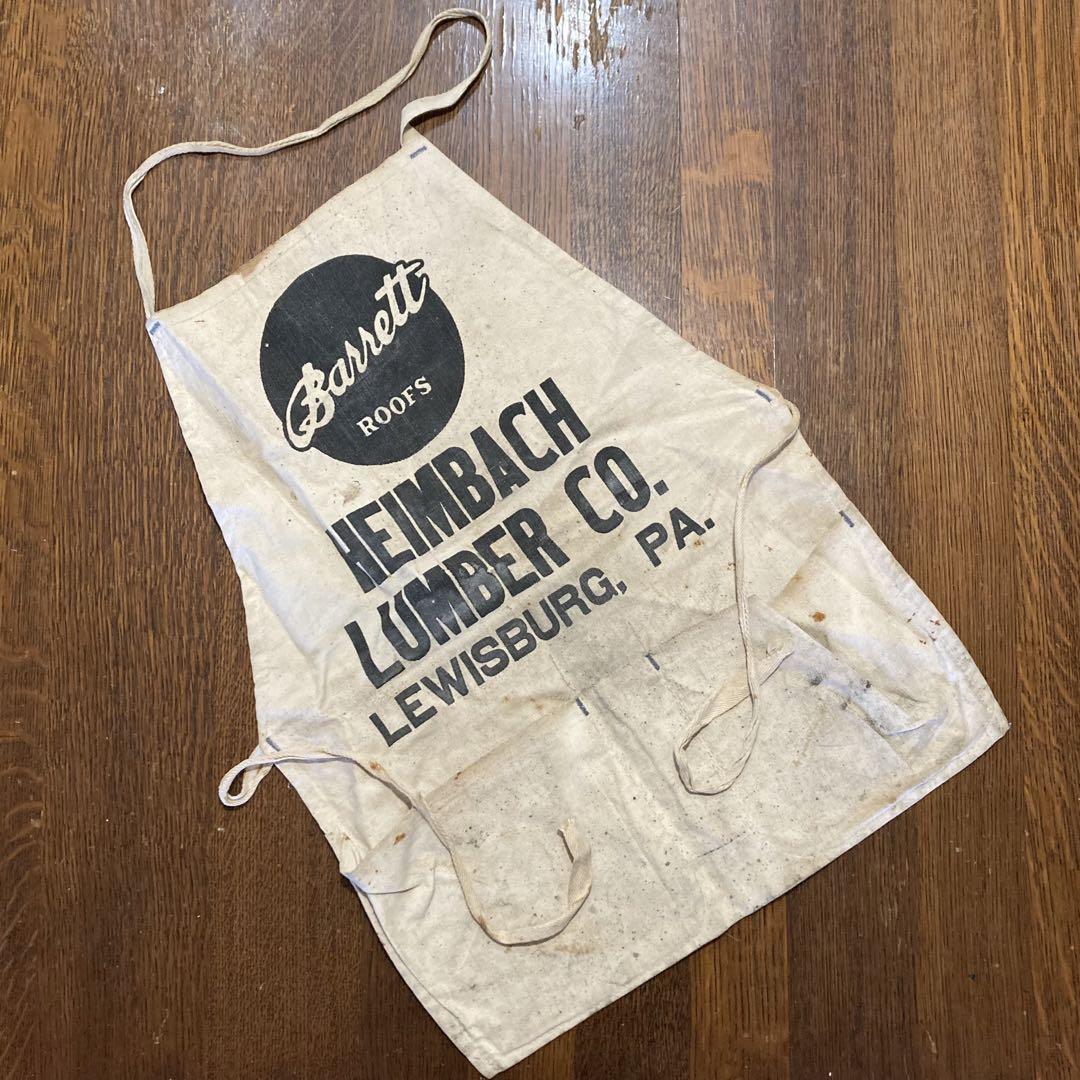 Barrett
ROOFS
HEIMBACH
LUMBER CO.
LEWISBURG, PA.